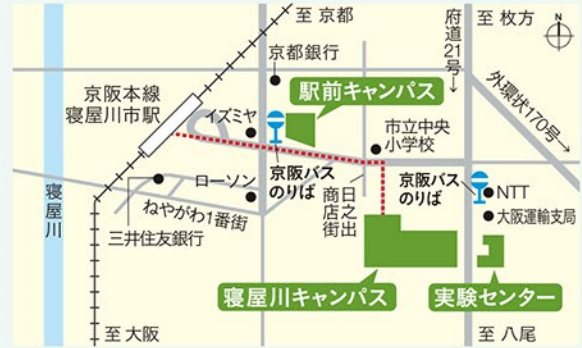 至 京都
至 枚方
N
府道21号→
京都銀行
外環状170号→
京阪本線
寝屋川市駅
イズミヤ
駅前キャンパス
市立中央
小学校
京阪バス
のりば
京阪バス
のりば
NTT
大阪運輸支局
ローソン
日之出
商店街
ねやがわ1番街
三井住友銀行
寝屋川
寝屋川キャンパス
実験センター
至 大阪
至 八尾